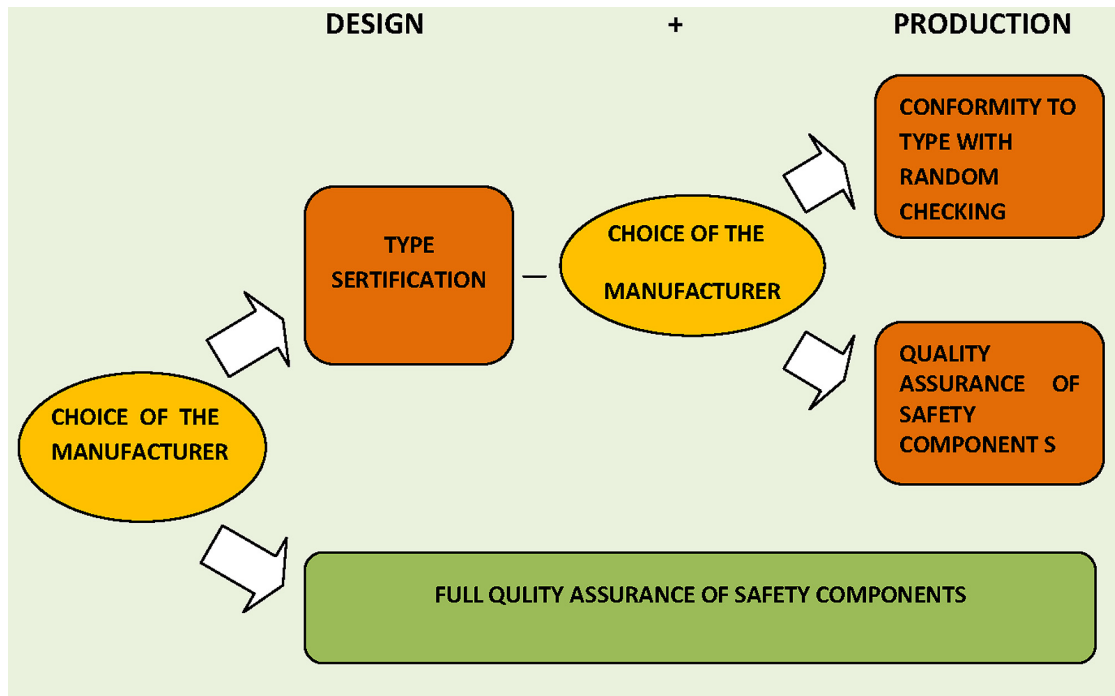 DESIGN + PRODUCTION
CONFORMITY TO
TYPE WITH
RANDOM
CHECKING
TYPE
SERTIFICATION
CHOICE OF THE
MANUFACTURER
QUALITY
ASSURANCE OF
SAFETY
COMPONENT S
CHOICE OF THE
MANUFACTURER
FULL QULITY ASSURANCE OF SAFETY COMPONENTS